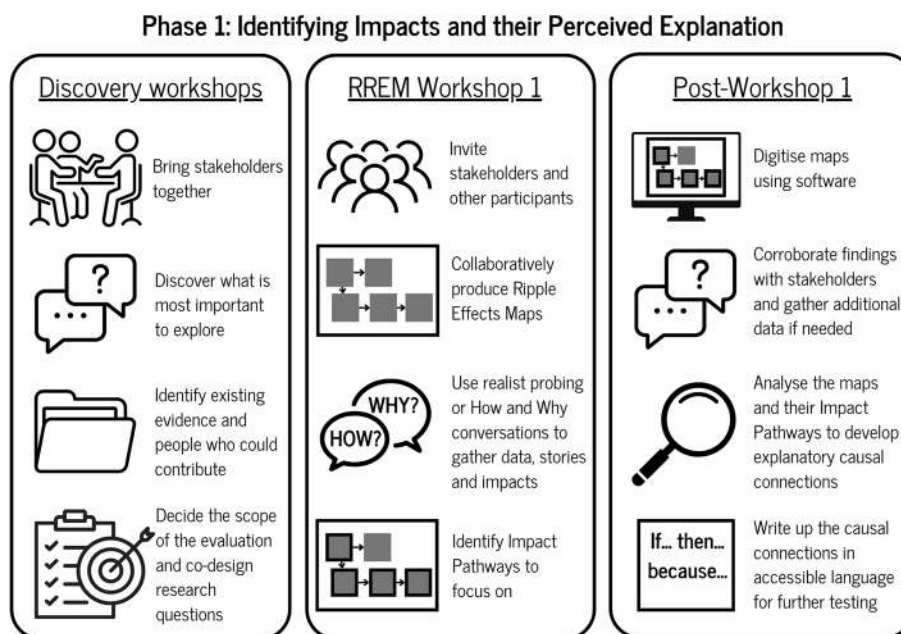 Phase 1: Identifying Impacts and their Perceived Explanation
Discovery workshops
Bring stakeholders
together
?
...
Discover what is
most important
to explore
Identify existing
evidence and
people who could
contribute
Decide the scope
of the evaluation
and co-design
research
questions
RREM Workshop 1
Invite
stakeholders and
other participants
Collaboratively
produce Ripple
Effects Maps
WHY?
HOW?
Use realist probing
or How and Why
conversations to
gather data, stories
and impacts
Identify Impact
Pathways to
focus on
Post-Workshop 1
Digitise maps
using software
?
...
Corroborate findings
with stakeholders
and gather additional
data if needed
Analyse the maps
and their Impact
Pathways to develop
explanatory causal
connections
If... then...
because...
Write up the causal
connections in
accessible language
for further testing